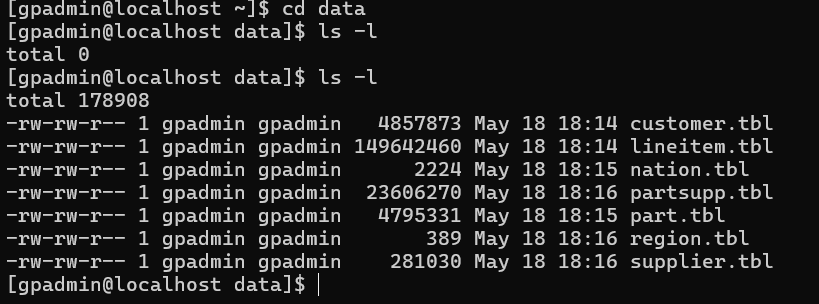 [gpadmin@localhost ~]$ cd data
[gpadmin@localhost data]$ ls -l
total 0
[gpadmin@localhost data]$ ls -l
total 178908
-rw-rw-r-- 1 gpadmin gpadmin   4857873 May 18 18:14 customer.tbl
-rw-rw-r-- 1 gpadmin gpadmin 149642460 May 18 18:14 lineitem.tbl
-rw-rw-r-- 1 gpadmin gpadmin      2224 May 18 18:15 nation.tbl
-rw-rw-r-- 1 gpadmin gpadmin  23606270 May 18 18:16 partsupp.tbl
-rw-rw-r-- 1 gpadmin gpadmin   4795331 May 18 18:15 part.tbl
-rw-rw-r-- 1 gpadmin gpadmin       389 May 18 18:16 region.tbl
-rw-rw-r-- 1 gpadmin gpadmin    281030 May 18 18:16 supplier.tbl
[gpadmin@localhost data]$